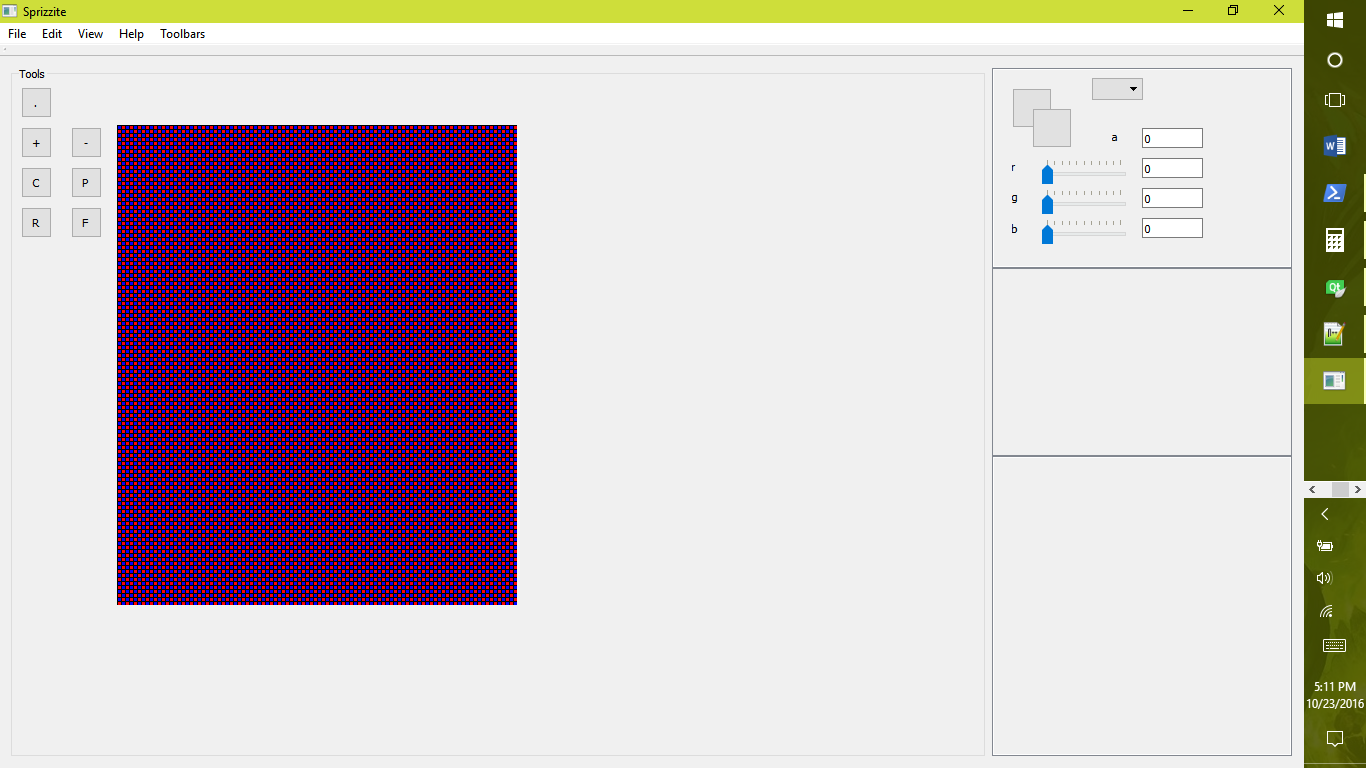 Sprizzite
File Edit View Help Toolbars
Tools
.
+ -
C P
R F
a 0
r 0
g 0
b 0
5:11 PM
10/23/2016